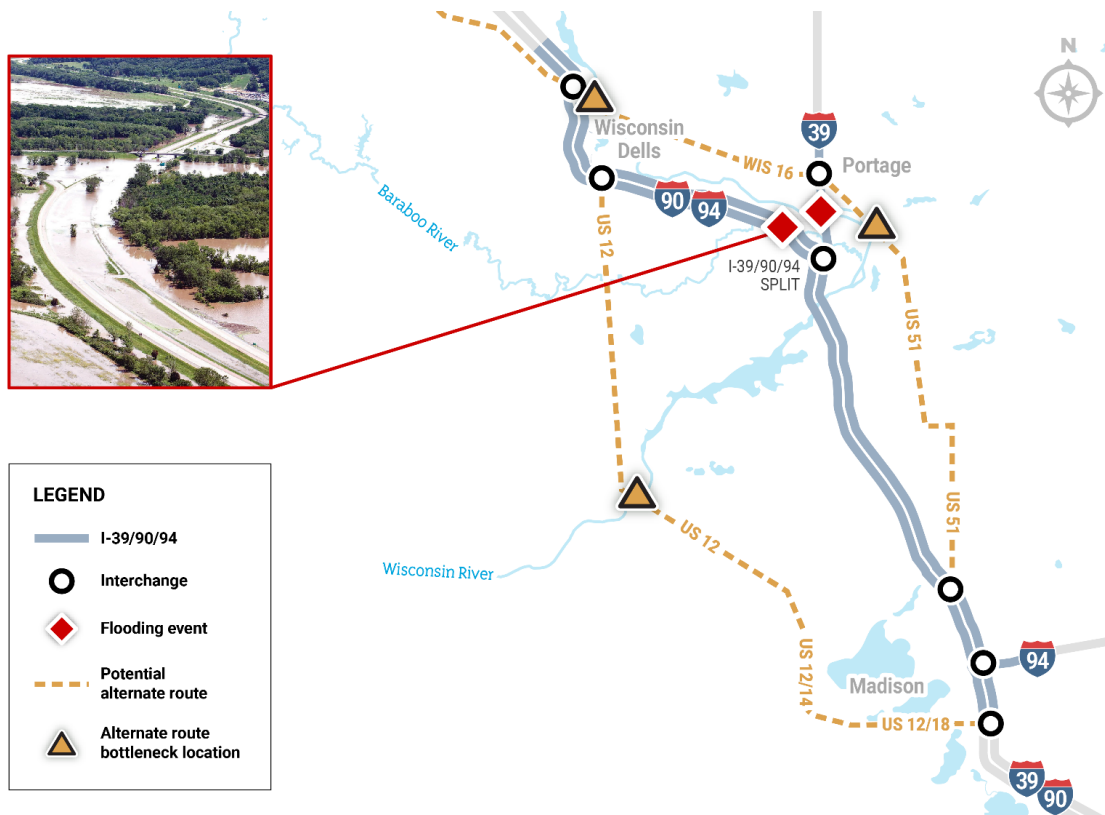 N
Wisconsin
Dells
39
WIS 16
Portage
90
94
Baraboo River
US 12
I-39/90/94
SPLIT
US 51
LEGEND
I-39/90/94
Interchange
Flooding event
Potential
alternate route
Alternate route
bottleneck location
US 51
US 12
Wisconsin River
US 12/14
94
Madison
US 12/18
39
90